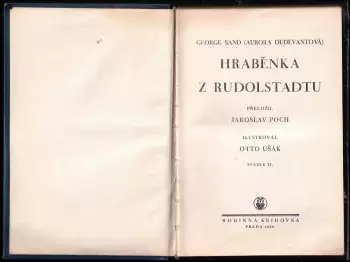 GEORGE SAND (AURORA DUDEVANTOVÁ)
HRABĚNKA
Z RUDOLSTADTU
PŘELOŽIL
JAROSLAV POCH
ILUSTROVAL
OTTO UŠÁK
SVAZEK II.
RODINNÁ KNIHOVNA
PRAHA